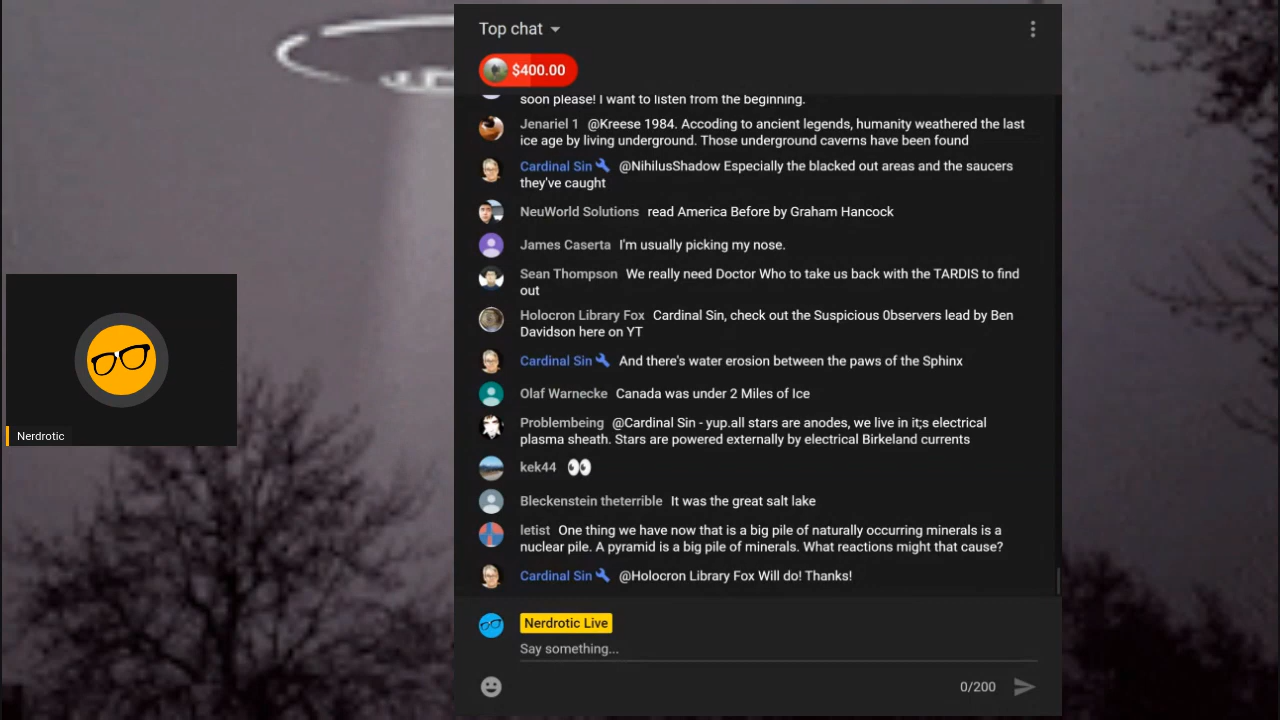 Top chat
$400.00
soon please! I want to listen from the beginning.
Jenariel 1 @Kreese 1984. Accoding to ancient legends, humanity weathered the last
ice age by living underground. Those underground caverns have been found
Cardinal Sin @NihilusShadow Especially the blacked out areas and the saucers
they've caught
NeuWorld Solutions read America Before by Graham Hancock
James Caserta I'm usually picking my nose.
Sean Thompson We really need Doctor Who to take us back with the TARDIS to find
out
Holocron Library Fox Cardinal Sin, check out the Suspicious 0bservers lead by Ben
Davidson here on YT
Cardinal Sin And there's water erosion between the paws of the Sphinx
Olaf Warnecke Canada was under 2 Miles of Ice
Problembeing @Cardinal Sin - yup.all stars are anodes, we live in it;s electrical
plasma sheath. Stars are powered externally by electrical Birkeland currents
kek44
Bleckenstein theterrible It was the great salt lake
letist One thing we have now that is a big pile of naturally occurring minerals is a
nuclear pile. A pyramid is a big pile of minerals. What reactions might that cause?
Cardinal Sin @Holocron Library Fox Will do! Thanks!
Nerdrotic Live
Say something...
0/200
Nerdrotic